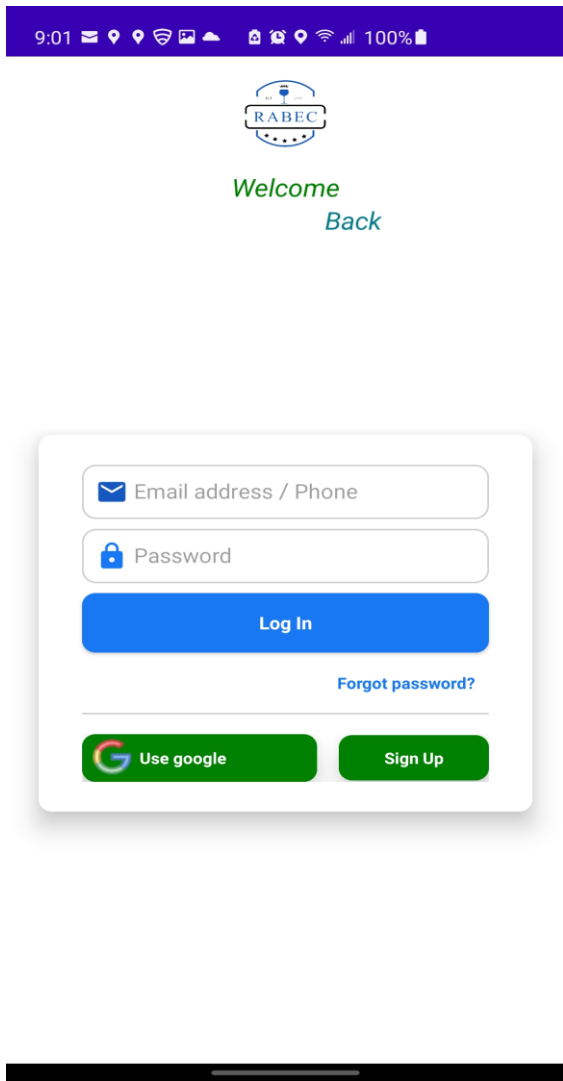 9:01 100%
RABEC
Welcome
Back
Email address / Phone
Password
Log In
Forgot password?
Use google Sign Up